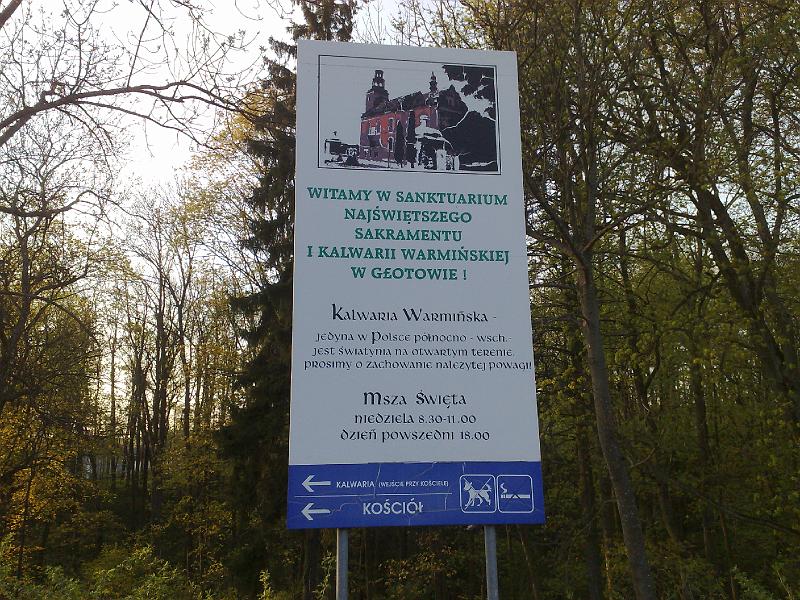 WITAMY W SANKTUARIUM
NAJŚWIĘTSZEGO
SAKRAMENTU
I KALWARII WARMIŃSKIEJ
W GŁOTOWIE !
Kalwaria Warmińska -
jedyna w Polsce północno - wsch.-
jest świątynia na otwartym terenie.
prosimy o zachowanie należytej powagi!
Msza Święta
niedziela 8.30-11.00
dzień powszedni 18.00
KALWARIA (WEJŚCIE PRZY KOŚCIELE)
KOŚCIÓŁ